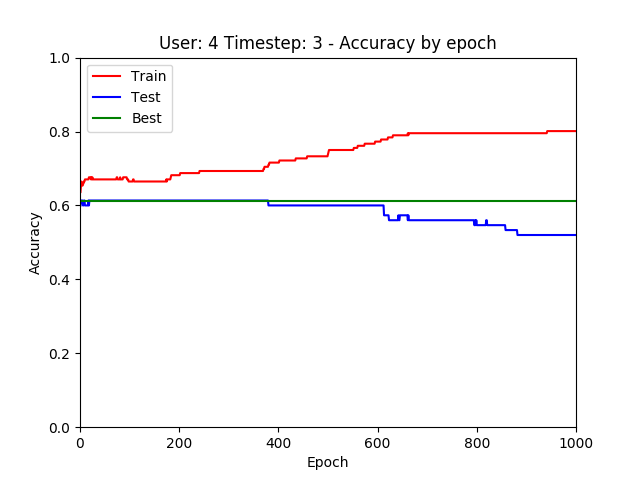 User: 4 Timestep: 3 - Accuracy by epoch
1.0
0.8
0.6
0.4
0.2
0.0
Accuracy
Train
Test
Best
0 200 400 600 800 1000
Epoch